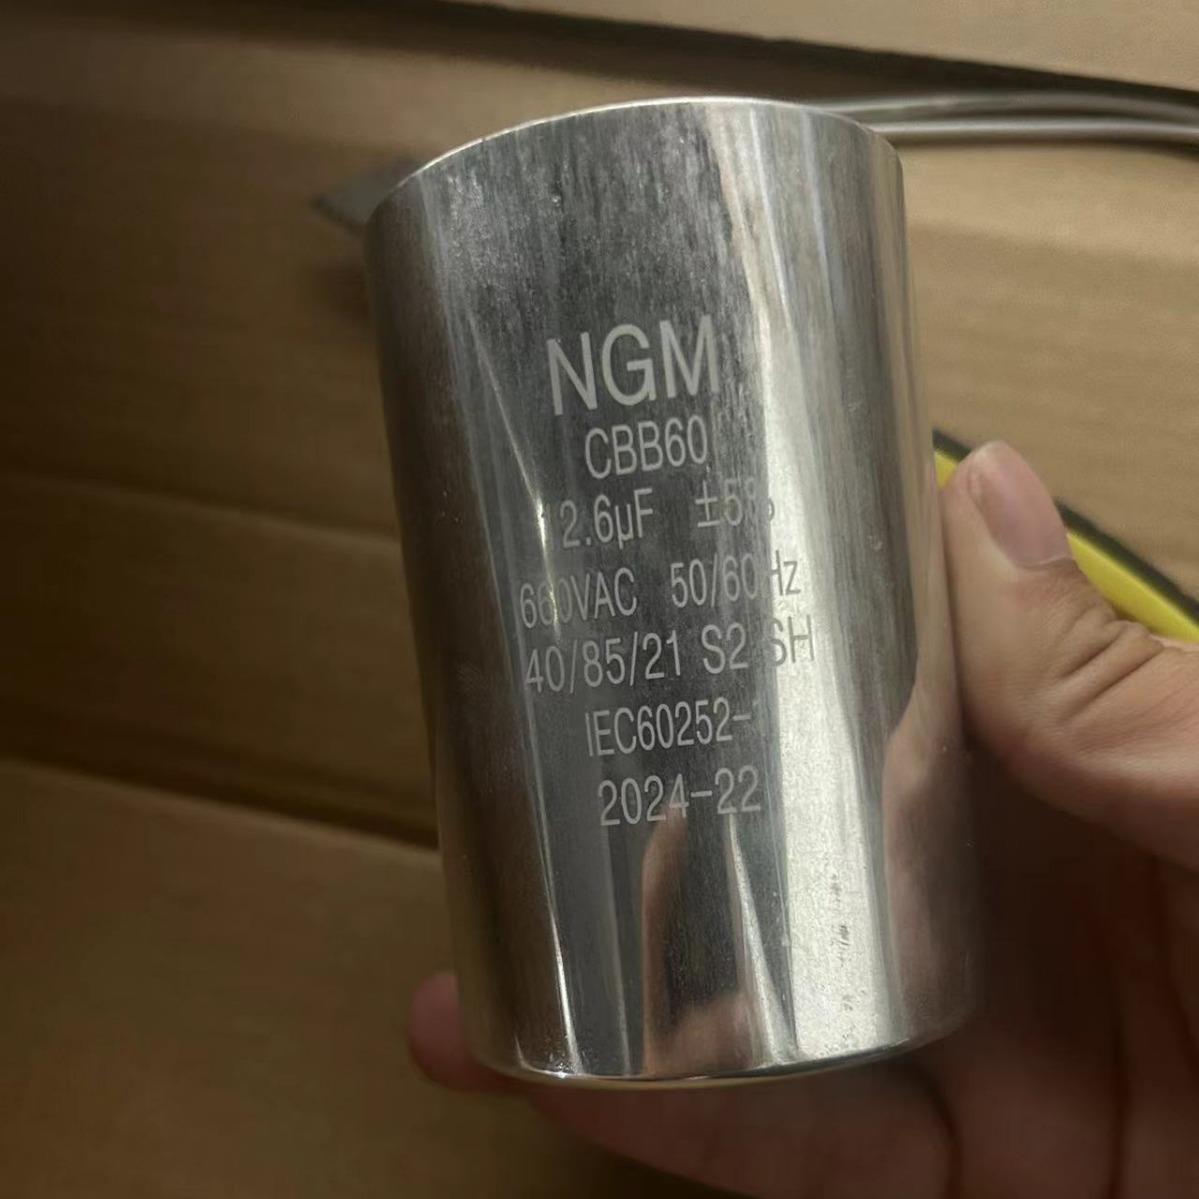 NGM
CBB60
12.6µF ±5%
660VAC 50/60Hz
40/85/21 S2 SH
IEC60252-1
2024-22